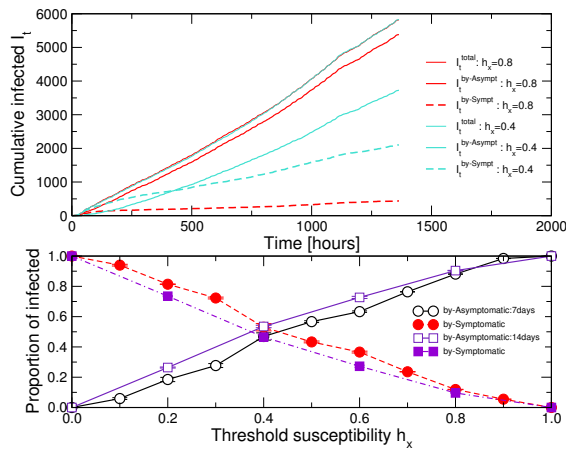 Cumulative infected I_t
6000
5000
4000
3000
2000
1000
0
I_t^total : h_x=0.8
I_t^by-Asympt : h_x=0.8
I_t^by-Sympt : h_x=0.8
I_t^total : h_x=0.4
I_t^by-Asympt : h_x=0.4
I_t^by-Sympt : h_x=0.4
0 500 1000 1500 2000
Time [hours]
Proportion of infected
1.0
0.8
0.6
0.4
0.2
0.0
by-Asymptomatic:7days
by-Symptomatic
by-Asymptomatic:14days
by-Symptomatic
0.0 0.2 0.4 0.6 0.8 1.0
Threshold susceptibility h_x